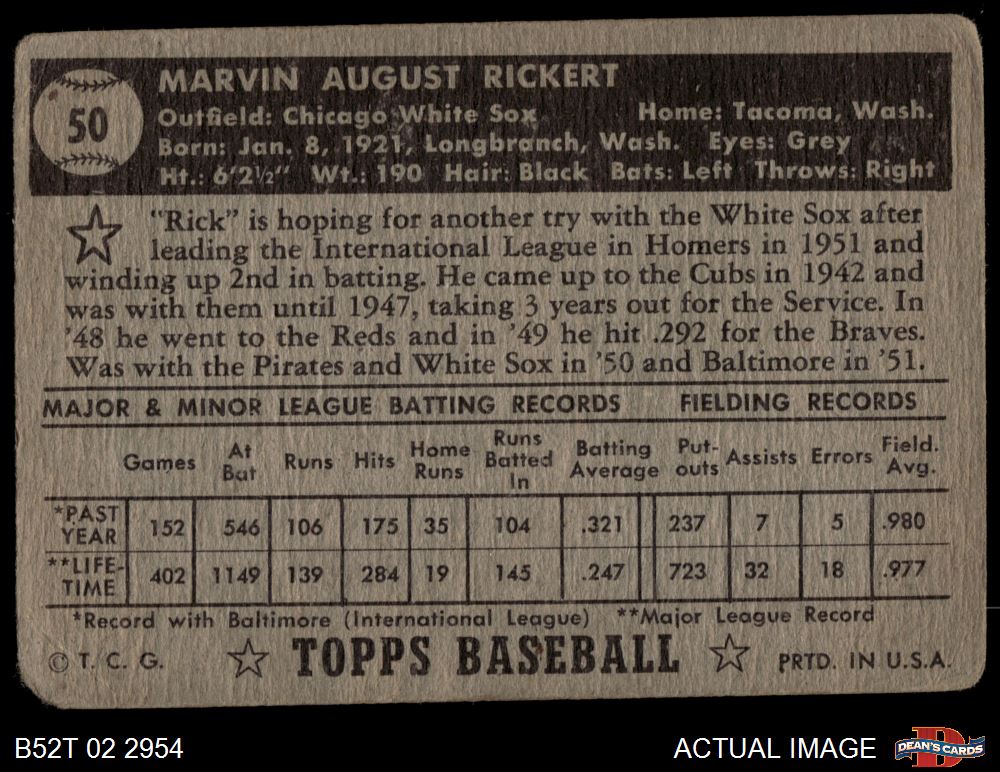 50
MARVIN AUGUST RICKERT
Outfield: Chicago White Sox Home: Tacoma, Wash.
Born: Jan. 8, 1921, Longbranch, Wash. Eyes: Grey
Ht.: 6'2½" Wt.: 190 Hair: Black Bats: Left Throws: Right
"Rick" is hoping for another try with the White Sox after
leading the International League in Homers in 1951 and
winding up 2nd in batting. He came up to the Cubs in 1942 and
was with them until 1947, taking 3 years out for the Service. In
'48 he went to the Reds and in '49 he hit .292 for the Braves.
Was with the Pirates and White Sox in '50 and Baltimore in '51.
MAJOR & MINOR LEAGUE BATTING RECORDS FIELDING RECORDS
Games At Bat Runs Hits Home Runs Runs Batted In Batting Average Put-outs Assists Errors Field. Avg.
*PAST YEAR 152 546 106 175 35 104 .321 237 7 5 .980
**LIFE-TIME 402 1149 139 284 19 145 .247 723 32 18 .977
*Record with Baltimore (International League) **Major League Record
© T. C. G. TOPPS BASEBALL PRTD. IN U.S.A.
B52T 02 2954 ACTUAL IMAGE DEAN'S CARDS